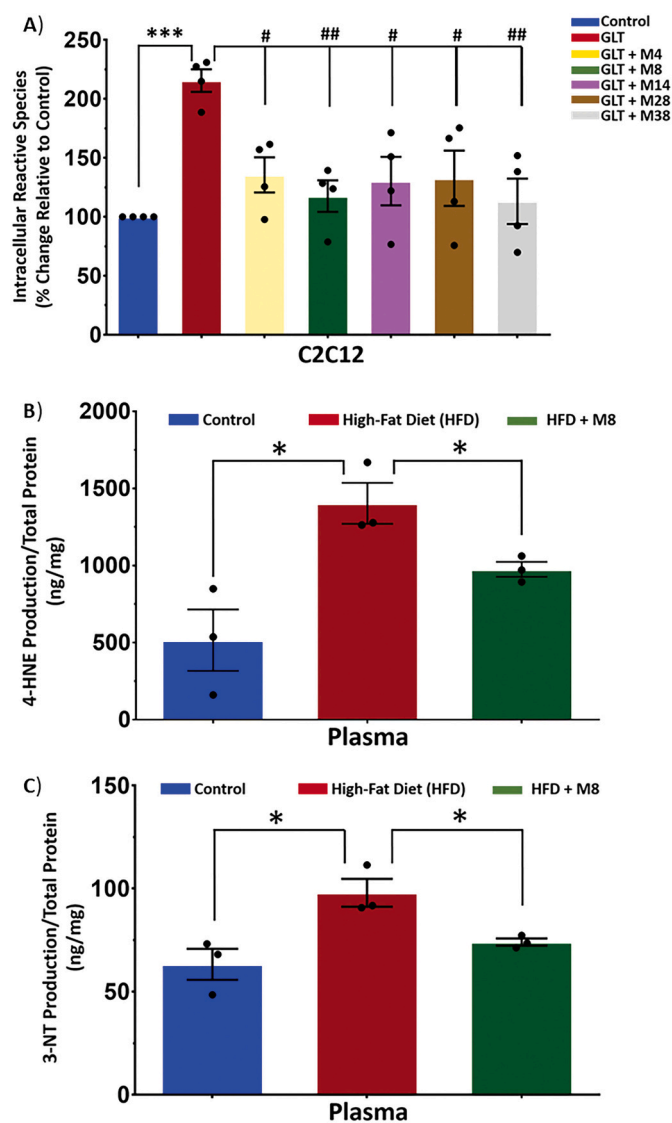 A)
Intracellular Reactive Species
(% Change Relative to Control)
250
200
150
100
50
0
***
#
##
#
#
##
Control
GLT
GLT + M4
GLT + M8
GLT + M14
GLT + M28
GLT + M38
C2C12
B)
4-HNE Production/Total Protein
(ng/mg)
2000
1500
1000
500
0
Control
High-Fat Diet (HFD)
HFD + M8
*
*
Plasma
C)
3-NT Production/Total Protein
(ng/mg)
150
100
50
0
Control
High-Fat Diet (HFD)
HFD + M8
*
*
Plasma